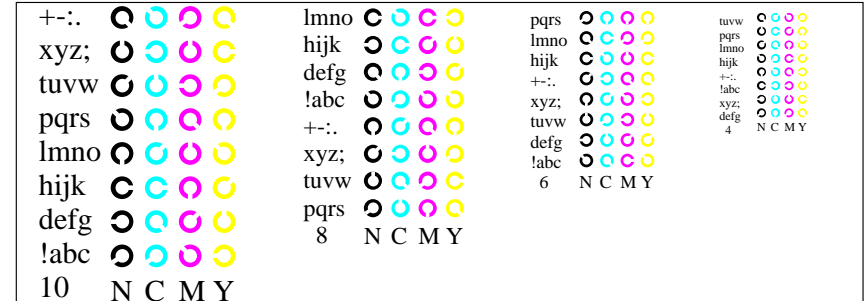 +-:.
xyz;
tuvw
pqrs
lmno
hijk
defg
!abc
10 N C M Y
lmno
hijk
defg
!abc
+-:.
xyz;
tuvw
pqrs
8 N C M Y
pqrs
lmno
hijk
+-:.
xyz;
tuvw
defg
!abc
6 N C M Y
tuvw
pqrs
lmno
hijk
+-:.
!abc
xyz;
defg
4 N C M Y